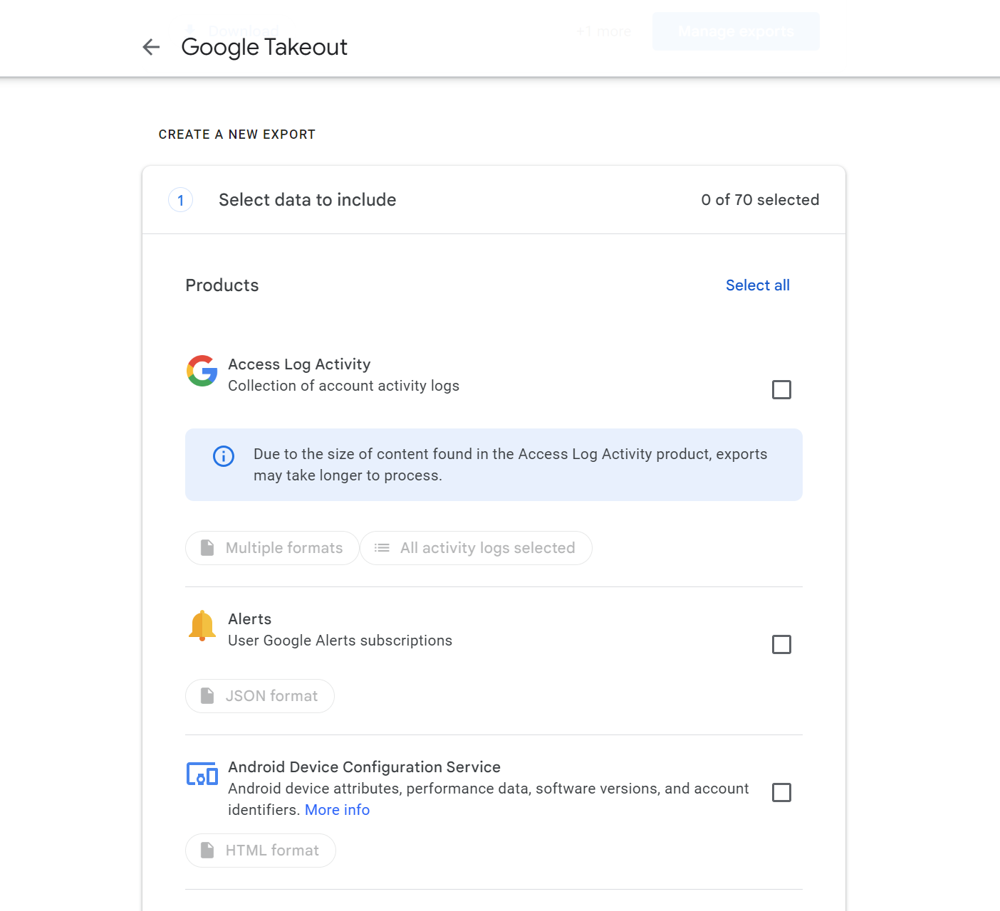 Download
+1 more
Manage exports
Google Takeout
CREATE A NEW EXPORT
1
Select data to include
0 of 70 selected
Products
Select all
Access Log Activity
Collection of account activity logs
Due to the size of content found in the Access Log Activity product, exports
may take longer to process.
Multiple formats
All activity logs selected
Alerts
User Google Alerts subscriptions
JSON format
Android Device Configuration Service
Android device attributes, performance data, software versions, and account
identifiers. More info
HTML format